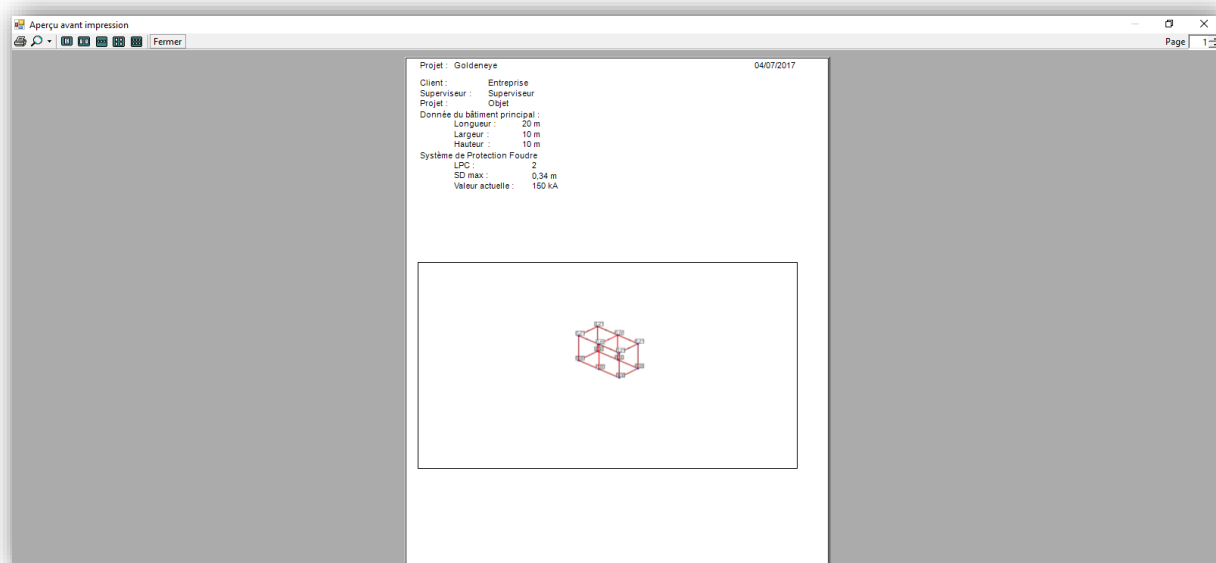 Aperçu avant impression
Fermer
Page 1
Projet : Goldeneye 04/07/2017
Client : Entreprise
Superviseur : Superviseur
Projet : Objet
Donnée du bâtiment principal :
Longueur : 20 m
Largeur : 10 m
Hauteur : 10 m
Système de Protection Foudre
LPC : 2
SD max : 0,34 m
Valeur actuelle : 150 kA